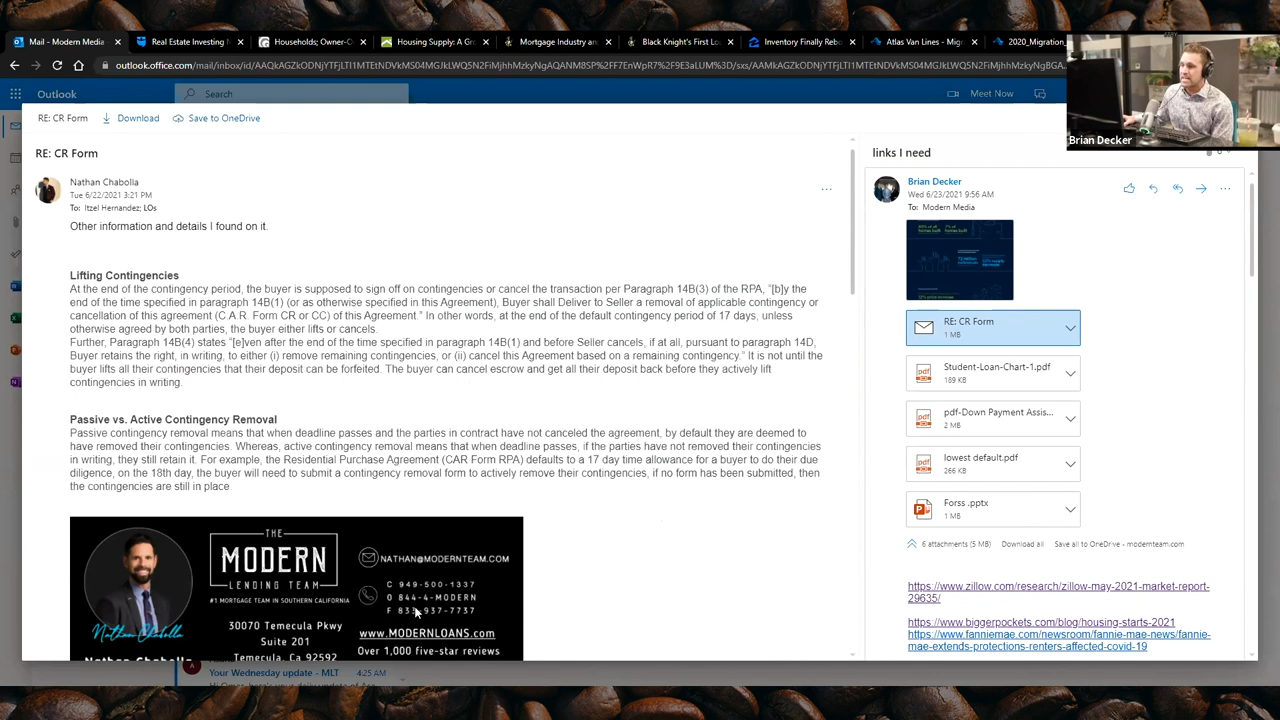 Mail - Modern Media
Real Estate Investing
Households; Owner-C
Housing Supply: A Gr
Mortgage Industry and
Black Knight's First Lo
Inventory Finally Rebo
Atlas Van Lines - Migr
2020_Migration_
Outlook
Search
Meet Now
RE: CR Form
Download
Save to OneDrive
RE: CR Form
Nathan Chabolla
Tue 6/22/2021 3:21 PM
To: Itzel Hernandez; LOs
Other information and details I found on it.
Lifting Contingencies
At the end of the contingency period, the buyer is supposed to sign off on contingencies or cancel the transaction per Paragraph 14B(3) of the RPA, "[b]y the
end of the time specified in paragraph 14B(1) (or as otherwise specified in this Agreement), Buyer shall Deliver to Seller a removal of applicable contingency or
cancellation of this agreement (C.A.R. Form CR or CC) of this Agreement." In other words, at the end of the default contingency period of 17 days, unless
otherwise agreed by both parties, the buyer either lifts or cancels.
Further, Paragraph 14B(4) states "[e]ven after the end of the time specified in paragraph 14B(1) and before Seller cancels, if at all, pursuant to paragraph 14D,
Buyer retains the right, in writing, to either (i) remove remaining contingencies, or (ii) cancel this Agreement based on a remaining contingency." It is not until the
buyer lifts all their contingencies that their deposit can be forfeited. The buyer can cancel escrow and get all their deposit back before they actively lift
contingencies in writing.
Passive vs. Active Contingency Removal
Passive contingency removal means that when deadline passes and the parties in contract have not canceled the agreement, by default they are deemed to
have removed their contingencies. Whereas, active contingency removal means that when deadline passes, if the parties have not removed their contingencies
in writing, they still retain it. For example, the Residential Purchase Agreement (CAR Form RPA) defaults to a 17 day time allowance for a buyer to do their due
diligence, on the 18th day, the buyer will need to submit a contingency removal form to actively remove their contingencies, if no form has been submitted, then
the contingencies are still in place.
THE
MODERN
LENDING TEAM
#1 MORTGAGE TEAM IN SOUTHERN CALIFORNIA
30070 Temecula Pkwy
Suite 201
Temecula, Ca 92592
Nathan Chabolla
Nathan Chabolla
NATHAN@MODERNTEAM.COM
C 949-500-1337
O 844-4-MODERN
F 833-937-7737
www.MODERNLOANS.com
Over 1,000 five-star reviews
Your Wednesday update - MLT 4:25 AM
links I need
Brian Decker
Wed 6/23/2021 9:56 AM
To: Modern Media
RE: CR Form
1 MB
Student-Loan-Chart-1.pdf
189 KB
pdf-Down Payment Assis...
2 MB
lowest default.pdf
266 KB
Forss .pptx
1 MB
6 attachments (5 MB) Download all Save all to OneDrive - modernteam.com
https://www.zillow.com/research/zillow-may-2021-market-report-
29635/
https://www.biggerpockets.com/blog/housing-starts-2021
https://www.fanniemae.com/newsroom/fannie-mae-news/fannie-
mae-extends-protections-renters-affected-covid-19
Brian Decker